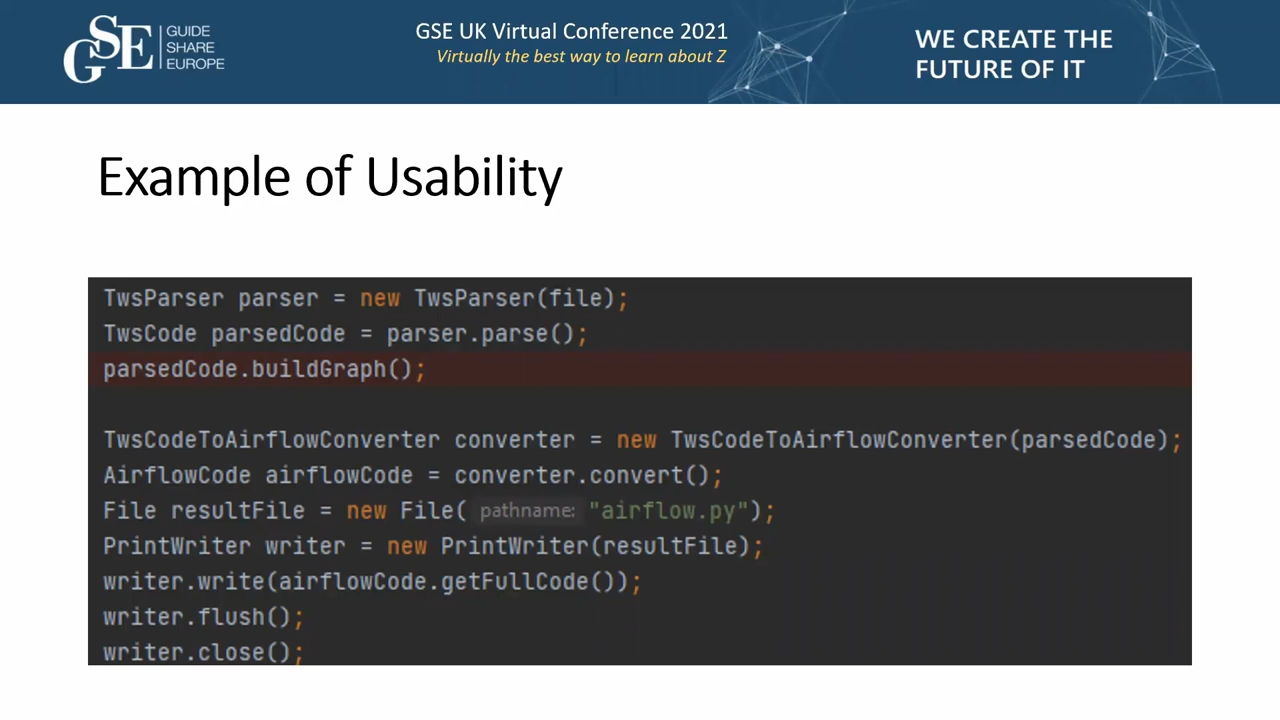 GSE
GUIDE
SHARE
EUROPE
GSE UK Virtual Conference 2021
Virtually the best way to learn about Z
WE CREATE THE
FUTURE OF IT
Example of Usability
TwsParser parser = new TwsParser(file);
TwsCode parsedCode = parser.parse();
parsedCode.buildGraph();
TwsCodeToAirflowConverter converter = new TwsCodeToAirflowConverter(parsedCode);
AirflowCode airflowCode = converter.convert();
File resultFile = new File( pathname: "airflow.py");
PrintWriter writer = new PrintWriter(resultFile);
writer.write(airflowCode.getFullCode());
writer.flush();
writer.close();